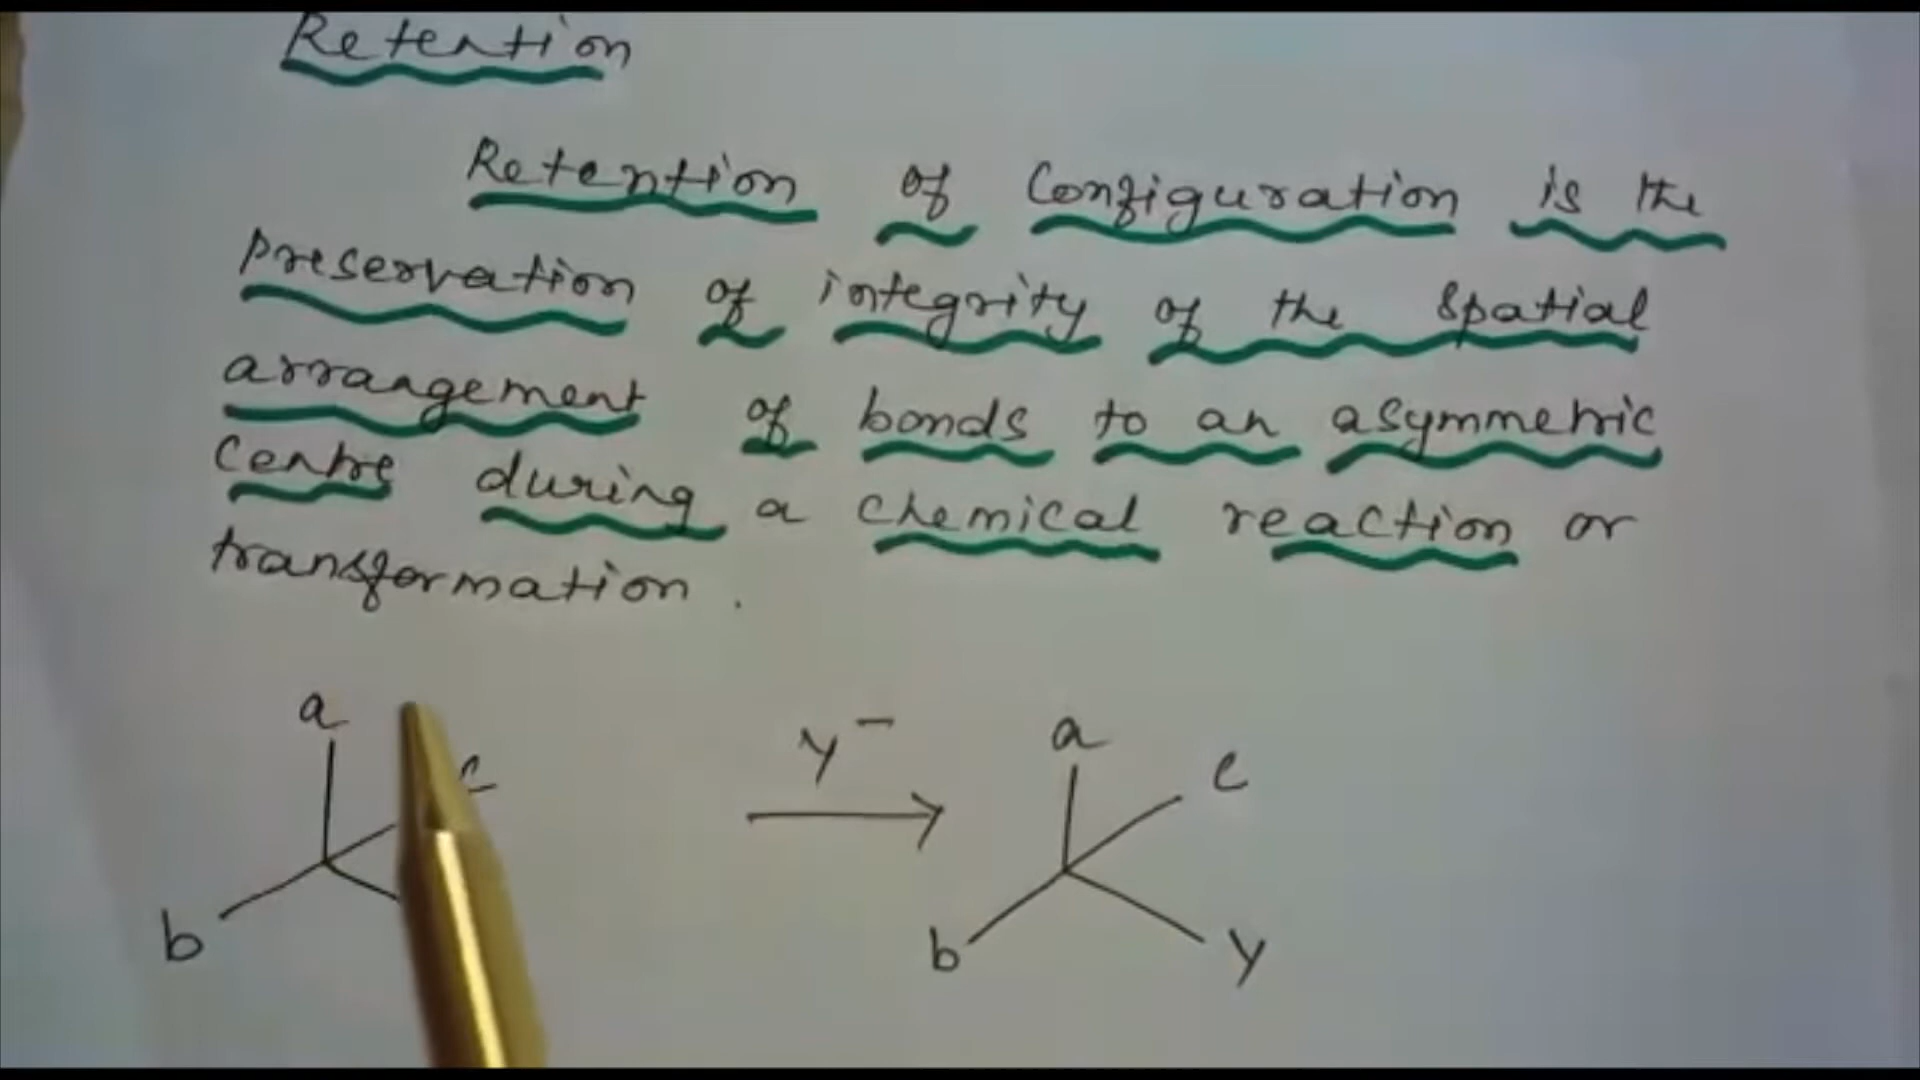 Retention
Retention of Configuration is the
preservation of integrity of the spatial
arrangement of bonds to an asymmetric
centre during a chemical reaction or
transformation.
a
c
b
y⁻
a
c
b
y